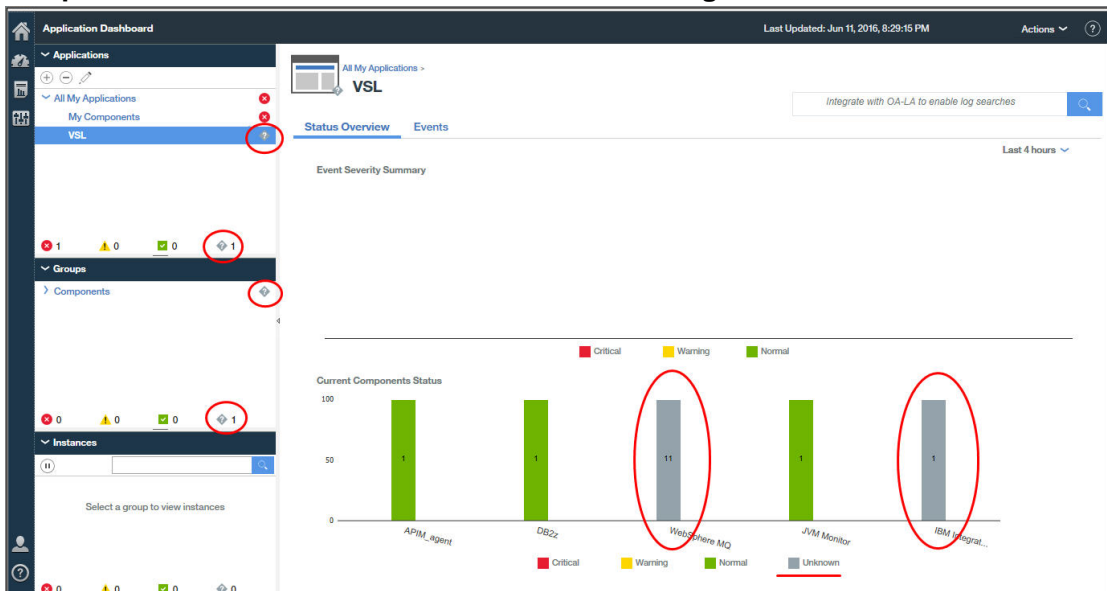 Application Dashboard
Last Updated: Jun 11, 2016, 8:29:15 PM
Actions
?
Applications
All My Applications
My Components
VSL
1
0
0
1
Groups
Components
0
0
0
1
Instances
Select a group to view instances
0
0
0
0
All My Applications >
VSL
Integrate with OA-LA to enable log searches
Status Overview
Events
Last 4 hours
Event Severity Summary
Critical
Warning
Normal
Current Components Status
100
50
0
1
1
11
1
1
APIM_agent
DB2z
WebSphere MQ
JVM Monitor
IBM Integrat...
Critical
Warning
Normal
Unknown